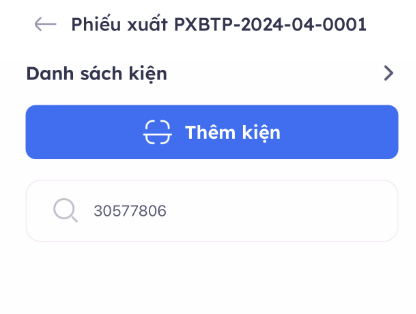 Phiếu xuất PXBTP-2024-04-0001
Danh sách kiện
Thêm kiện
30577806